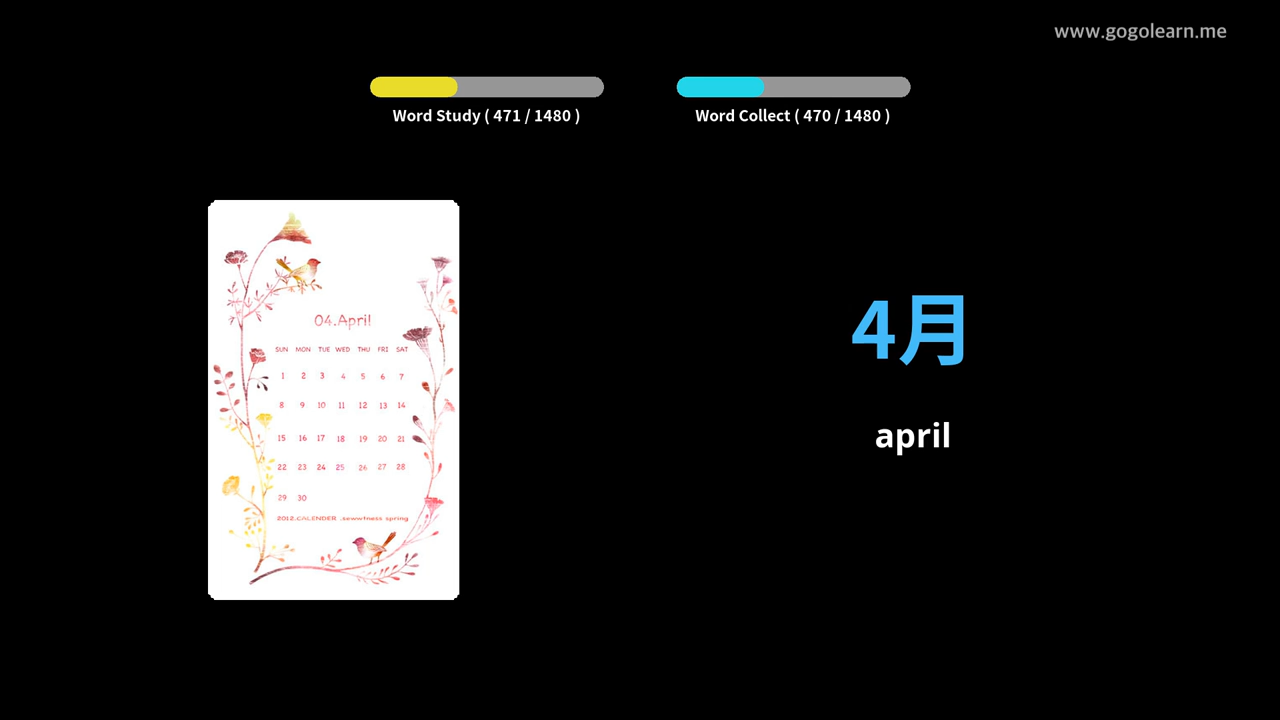 www.gogolearn.me
Word Study ( 471 / 1480 )
Word Collect ( 470 / 1480 )
04.April
SUN MON TUE WED THU FRI SAT
1 2 3 4 5 6 7
8 9 10 11 12 13 14
15 16 17 18 19 20 21
22 23 24 25 26 27 28
29 30
2012.CALENDER .sewwtness spring
4月
april